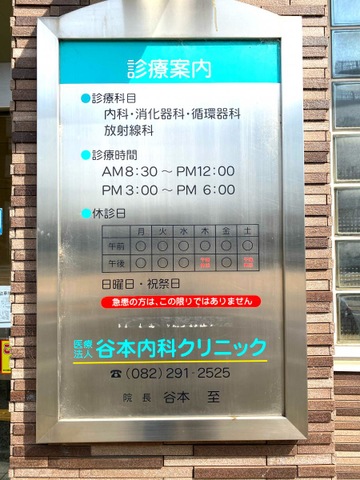 診療案内
●診療科目
内科・消化器科・循環器科
放射線科
●診療時間
AM8:30～PM12:00
PM3:00～PM 6:00
●休診日
月 火 水 木 金 土
午前 ○ ○ ○ ○ ○ ○
午後 ○ ○ ○ ○
日曜日・祝祭日
急患の方は、この限りではありません
医療法人 谷本内科クリニック
☎(082)291-2525
院長 谷本 至